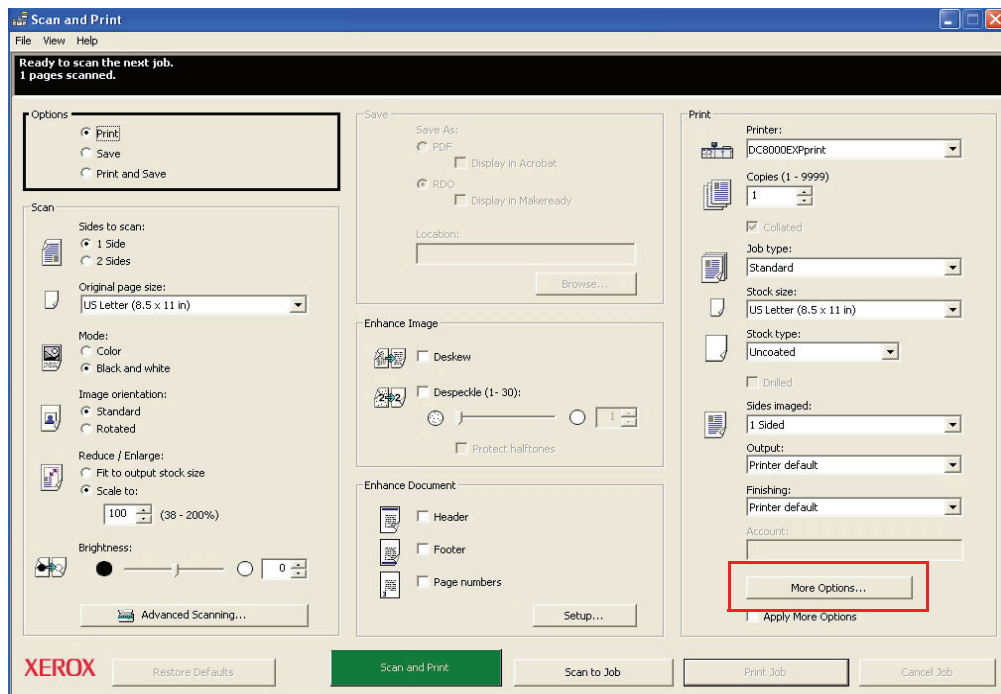 Scan and Print
File View Help
Ready to scan the next job.
1 pages scanned.
Options
Print
Save
Print and Save
Scan
Sides to scan:
1 Side
2 Sides
Original page size:
US Letter (8.5 x 11 in)
Mode:
Color
Black and white
Image orientation:
Standard
Rotated
Reduce / Enlarge:
Fit to output stock size
Scale to:
100 (38 - 200%)
Brightness:
0
Advanced Scanning...
Save
Save As:
PDF
Display in Acrobat
RDO
Display in Makeready
Location:
Browse...
Enhance Image
Deskew
Despeckle (1- 30):
1
Protect halftones
Enhance Document
Header
Footer
Page numbers
Setup...
Print
Printer:
DC8000EXPprint
Copies (1 - 9999)
1
Collated
Job type:
Standard
Stock size:
US Letter (8.5 x 11 in)
Stock type:
Uncoated
Drilled
Sides imaged:
1 Sided
Output:
Printer default
Finishing:
Printer default
Account:
More Options...
Apply More Options
XEROX
Restore Defaults
Scan and Print
Scan to Job
Print Job
Cancel Job